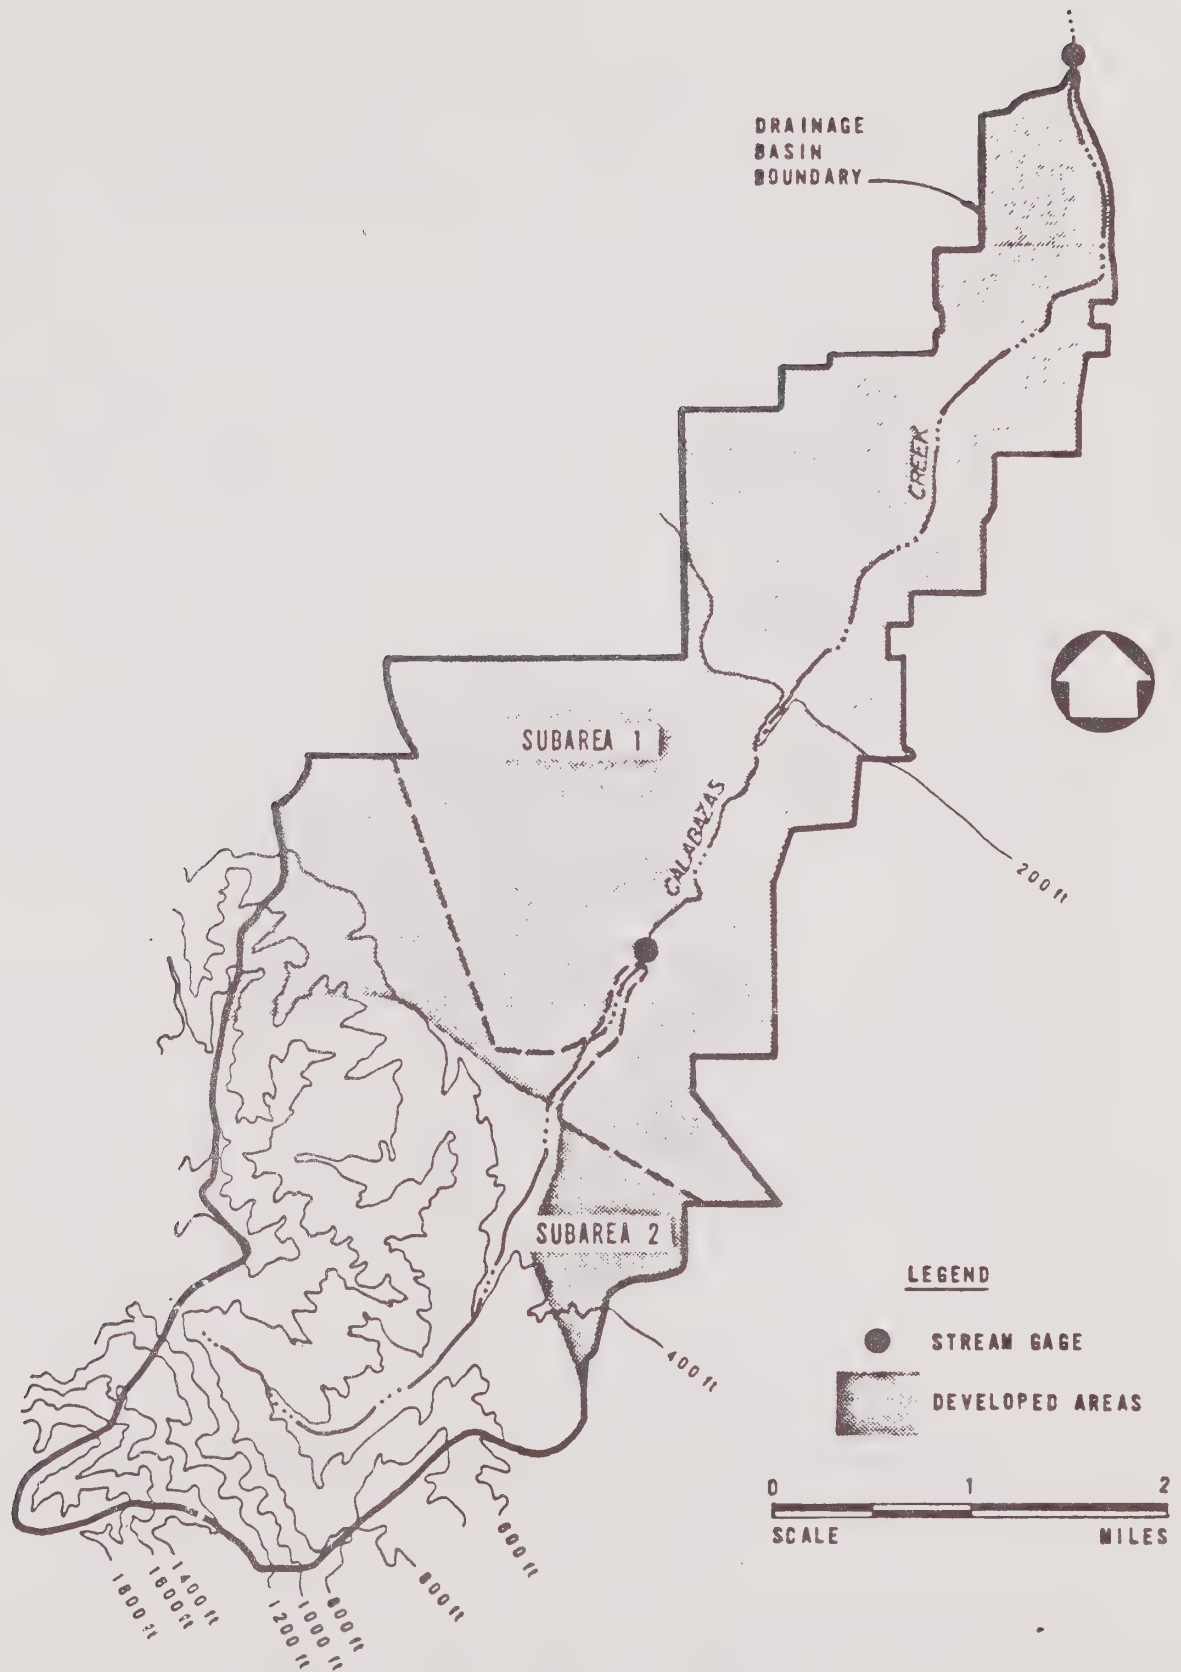 DRAINAGE
BASIN
BOUNDARY
CREEK
SUBAREA 1
CALABAZAS
200 ft
SUBAREA 2
400 ft
LEGEND
STREAM GAGE
DEVELOPED AREAS
0 1 2
SCALE MILES
600 ft
800 ft
800 ft
1000 ft
1200 ft
1400 ft
1600 ft
1800 ft